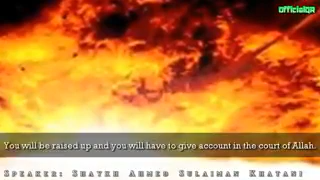 OfficialQR
You will be raised up and you will have to give account in the court of Allah.
Speaker: Shaykh Ahmed Sulaiman Khatani